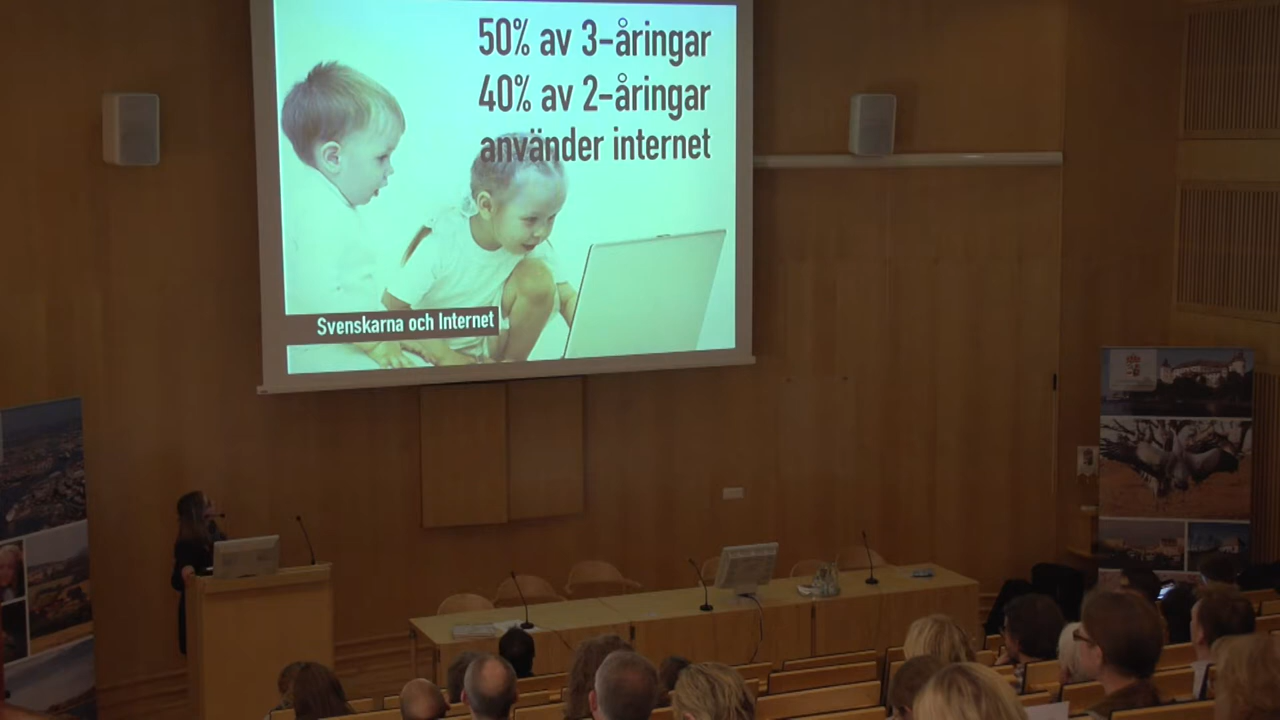 50% av 3-åringar
40% av 2-åringar
använder internet
Svenskarna och Internet